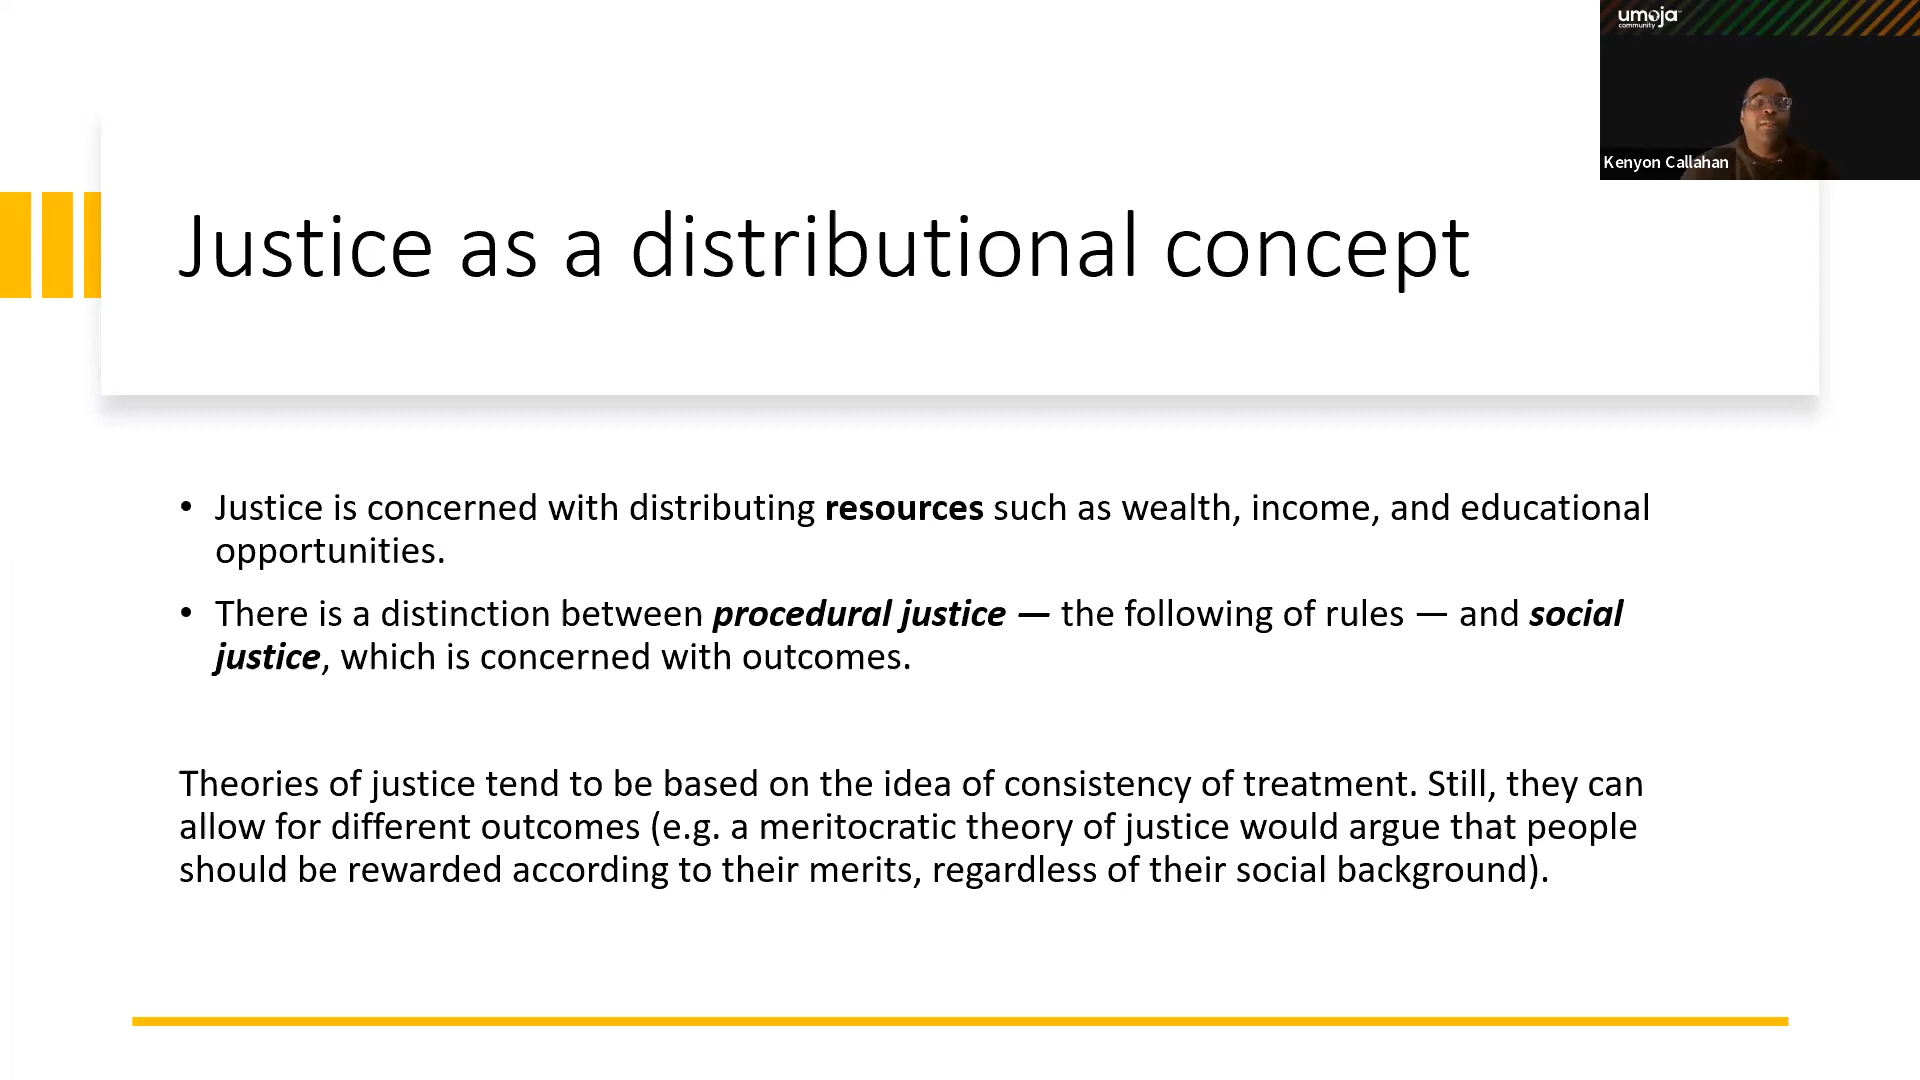 umoja
community
Kenyon Callahan
Justice as a distributional concept
• Justice is concerned with distributing resources such as wealth, income, and educational
opportunities.
• There is a distinction between procedural justice — the following of rules — and social
justice, which is concerned with outcomes.
Theories of justice tend to be based on the idea of consistency of treatment. Still, they can
allow for different outcomes (e.g. a meritocratic theory of justice would argue that people
should be rewarded according to their merits, regardless of their social background).